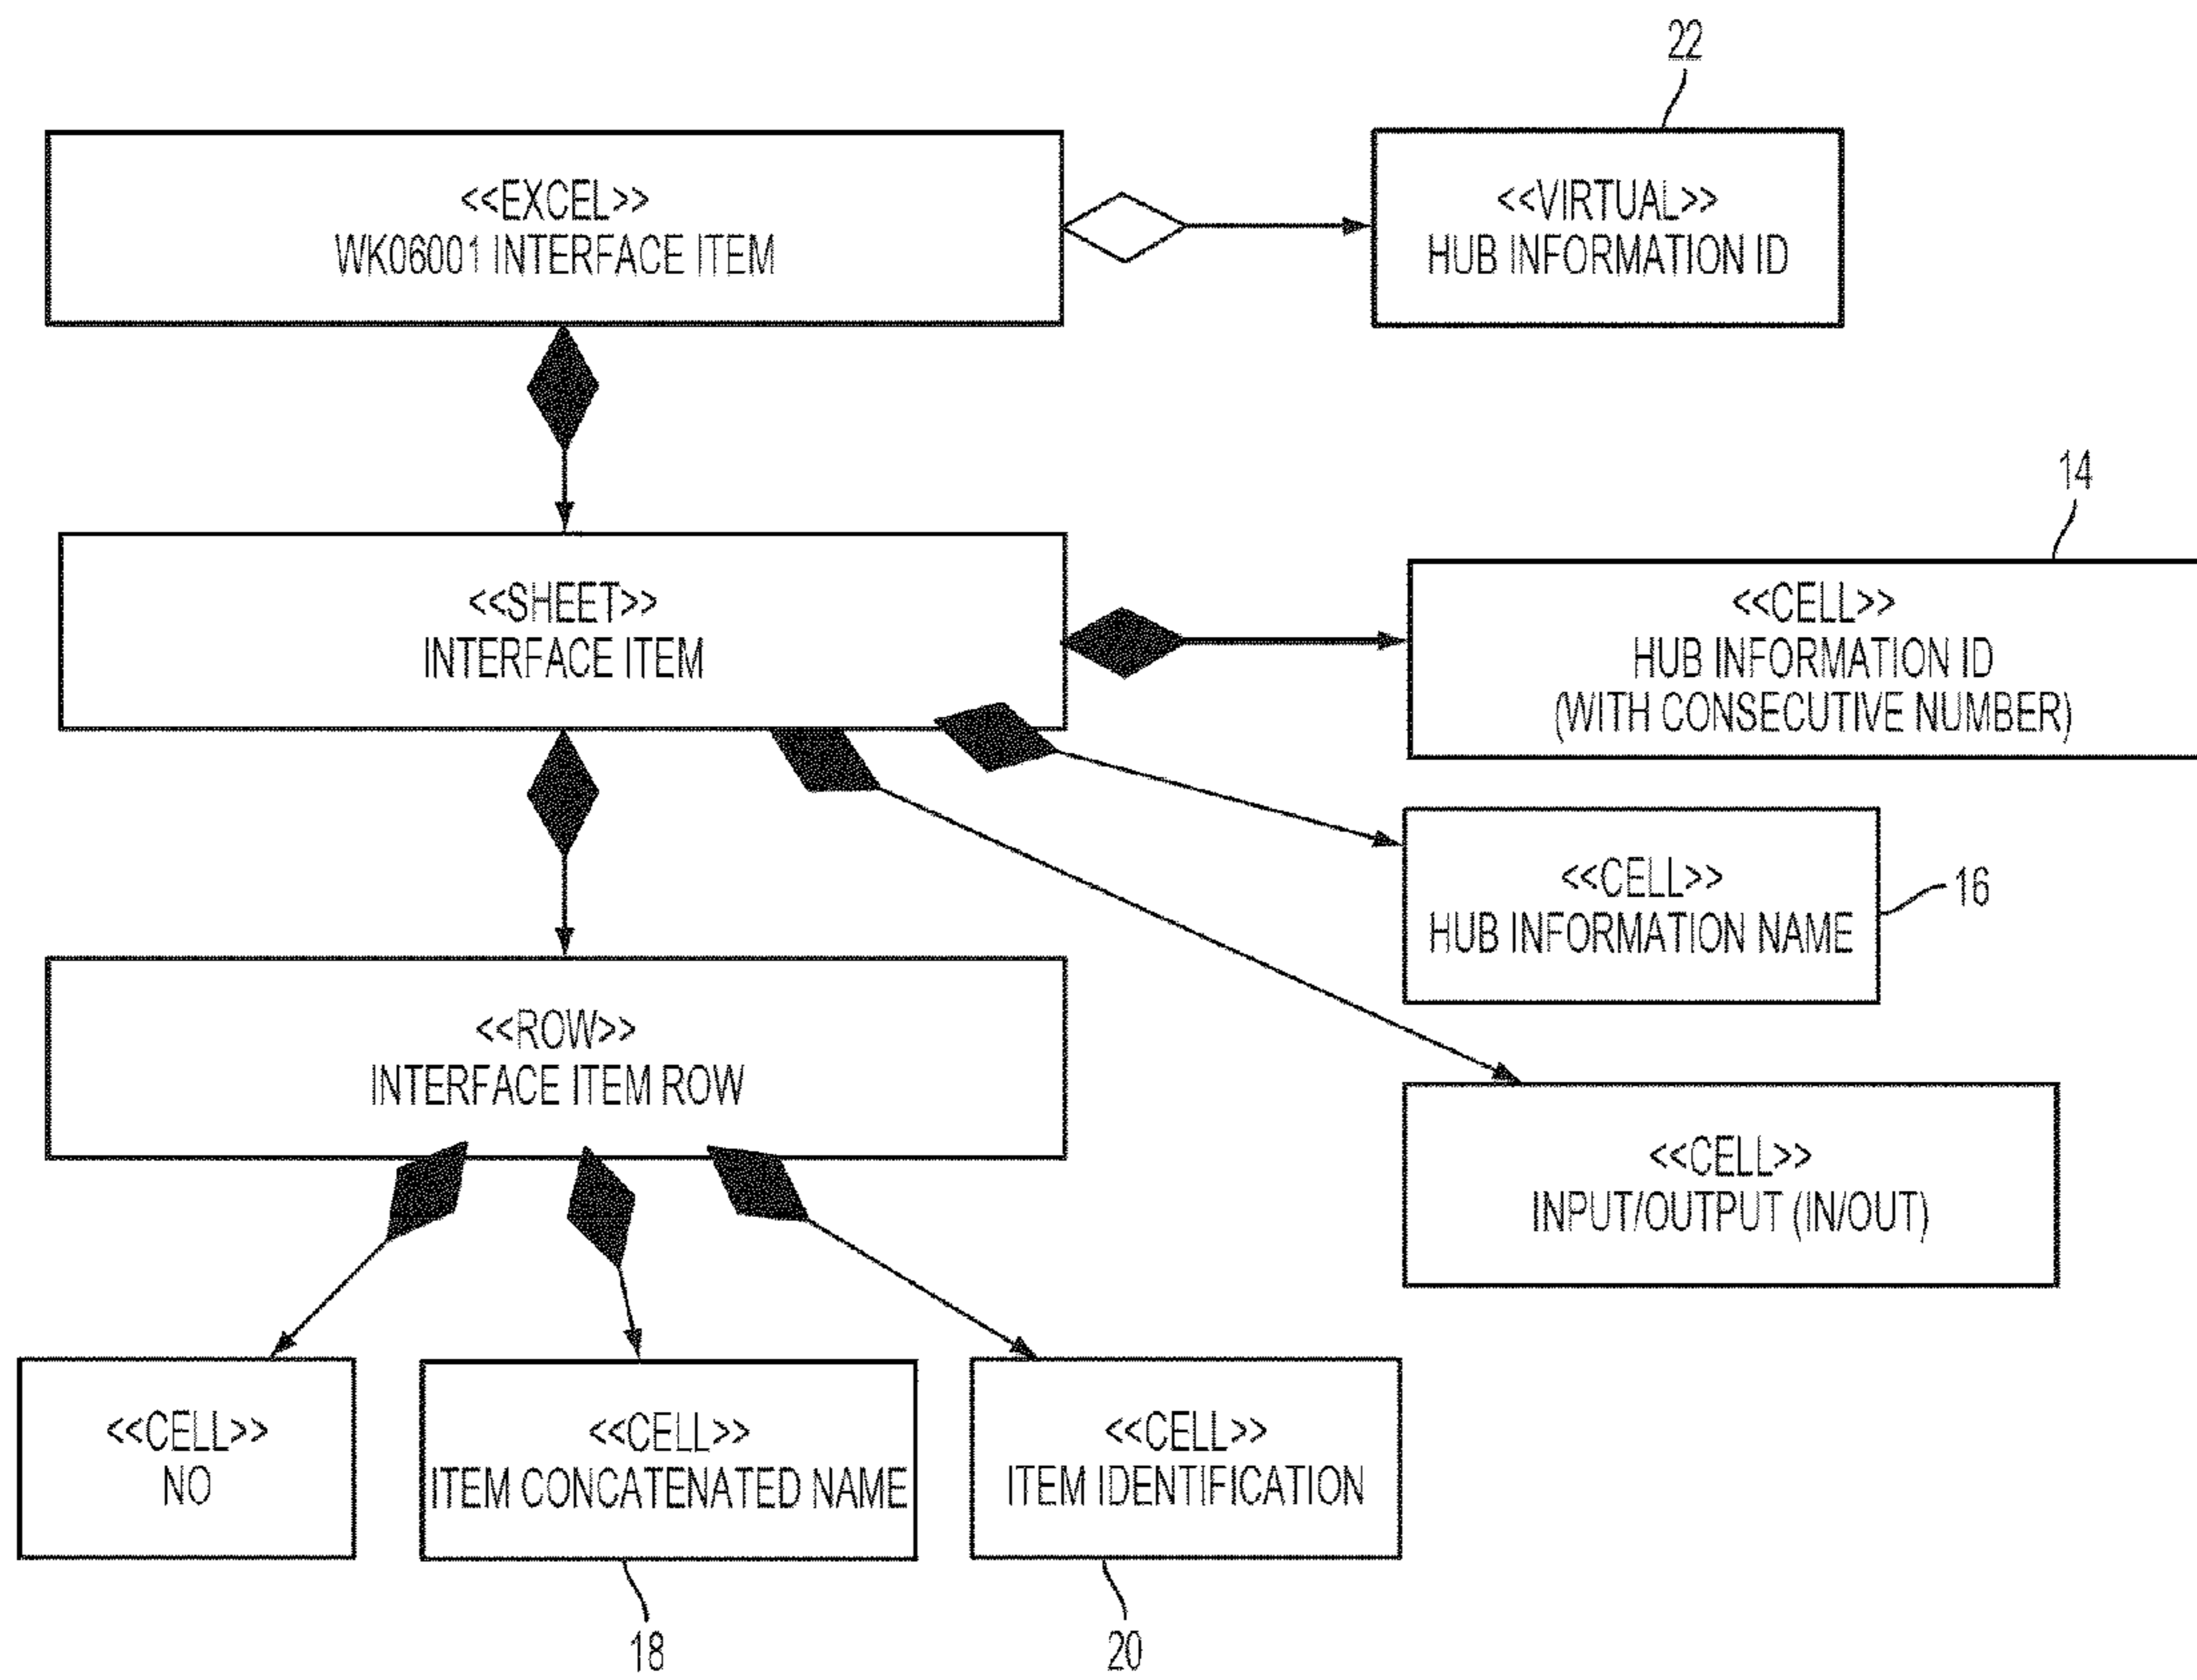 22
<<EXCEL>>
WK06001 INTERFACE ITEM
<<VIRTUAL>>
HUB INFORMATION ID
14
<<SHEET>>
INTERFACE ITEM
<<CELL>>
HUB INFORMATION ID
(WITH CONSECUTIVE NUMBER)
<<CELL>>
HUB INFORMATION NAME
16
<<ROW>>
INTERFACE ITEM ROW
<<CELL>>
INPUT/OUTPUT (IN/OUT)
<<CELL>>
NO
<<CELL>>
ITEM CONCATENATED NAME
<<CELL>>
ITEM IDENTIFICATION
18
20